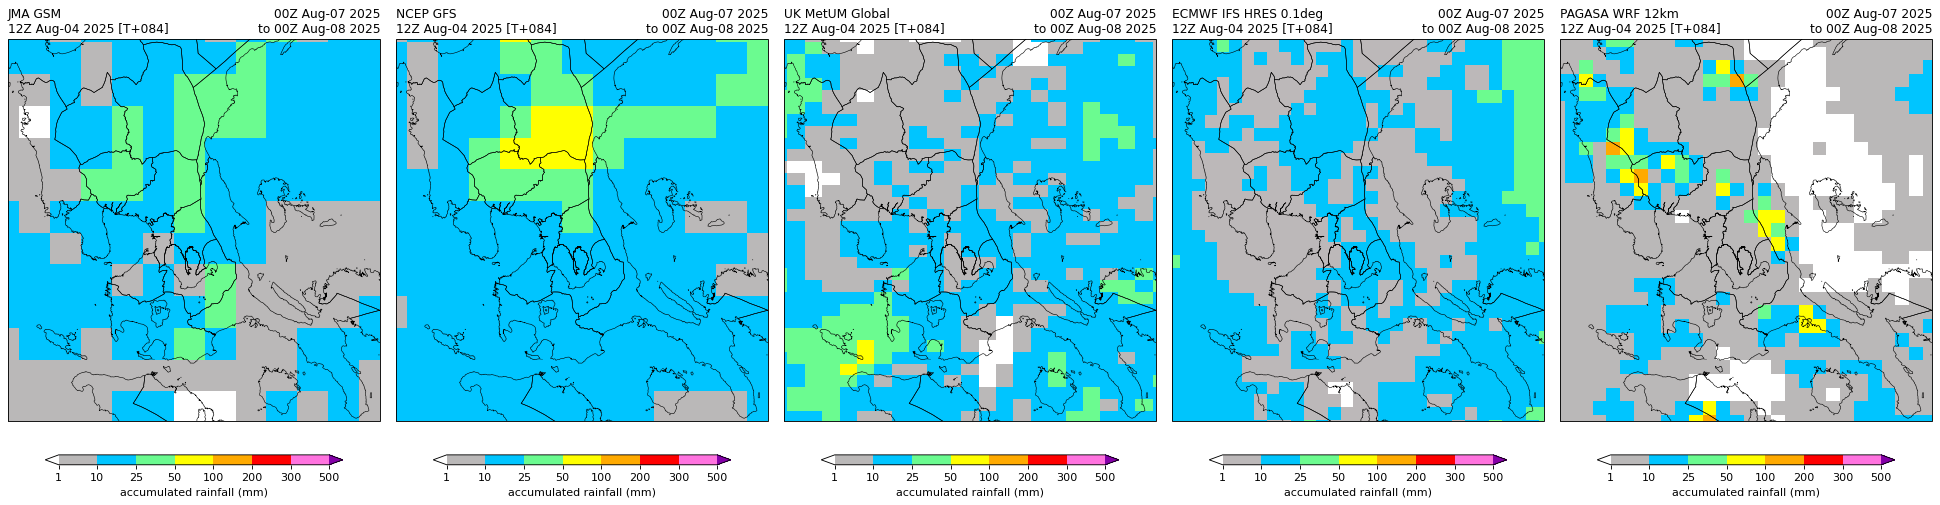 JMA GSM
00Z Aug-07 2025
12Z Aug-04 2025 [T+084]
to 00Z Aug-08 2025
NCEP GFS
00Z Aug-07 2025
12Z Aug-04 2025 [T+084]
to 00Z Aug-08 2025
UK MetUM Global
00Z Aug-07 2025
12Z Aug-04 2025 [T+084]
to 00Z Aug-08 2025
ECMWF IFS HRES 0.1deg
00Z Aug-07 2025
12Z Aug-04 2025 [T+084]
to 00Z Aug-08 2025
PAGASA WRF 12km
00Z Aug-07 2025
12Z Aug-04 2025 [T+084]
to 00Z Aug-08 2025
1 10 25 50 100 200 300 500
accumulated rainfall (mm)
1 10 25 50 100 200 300 500
accumulated rainfall (mm)
1 10 25 50 100 200 300 500
accumulated rainfall (mm)
1 10 25 50 100 200 300 500
accumulated rainfall (mm)
1 10 25 50 100 200 300 500
accumulated rainfall (mm)